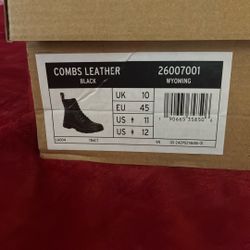 COMBS LEATHER 26007001
BLACK WYOMING
UK 10
EU 45
US 11
US 12